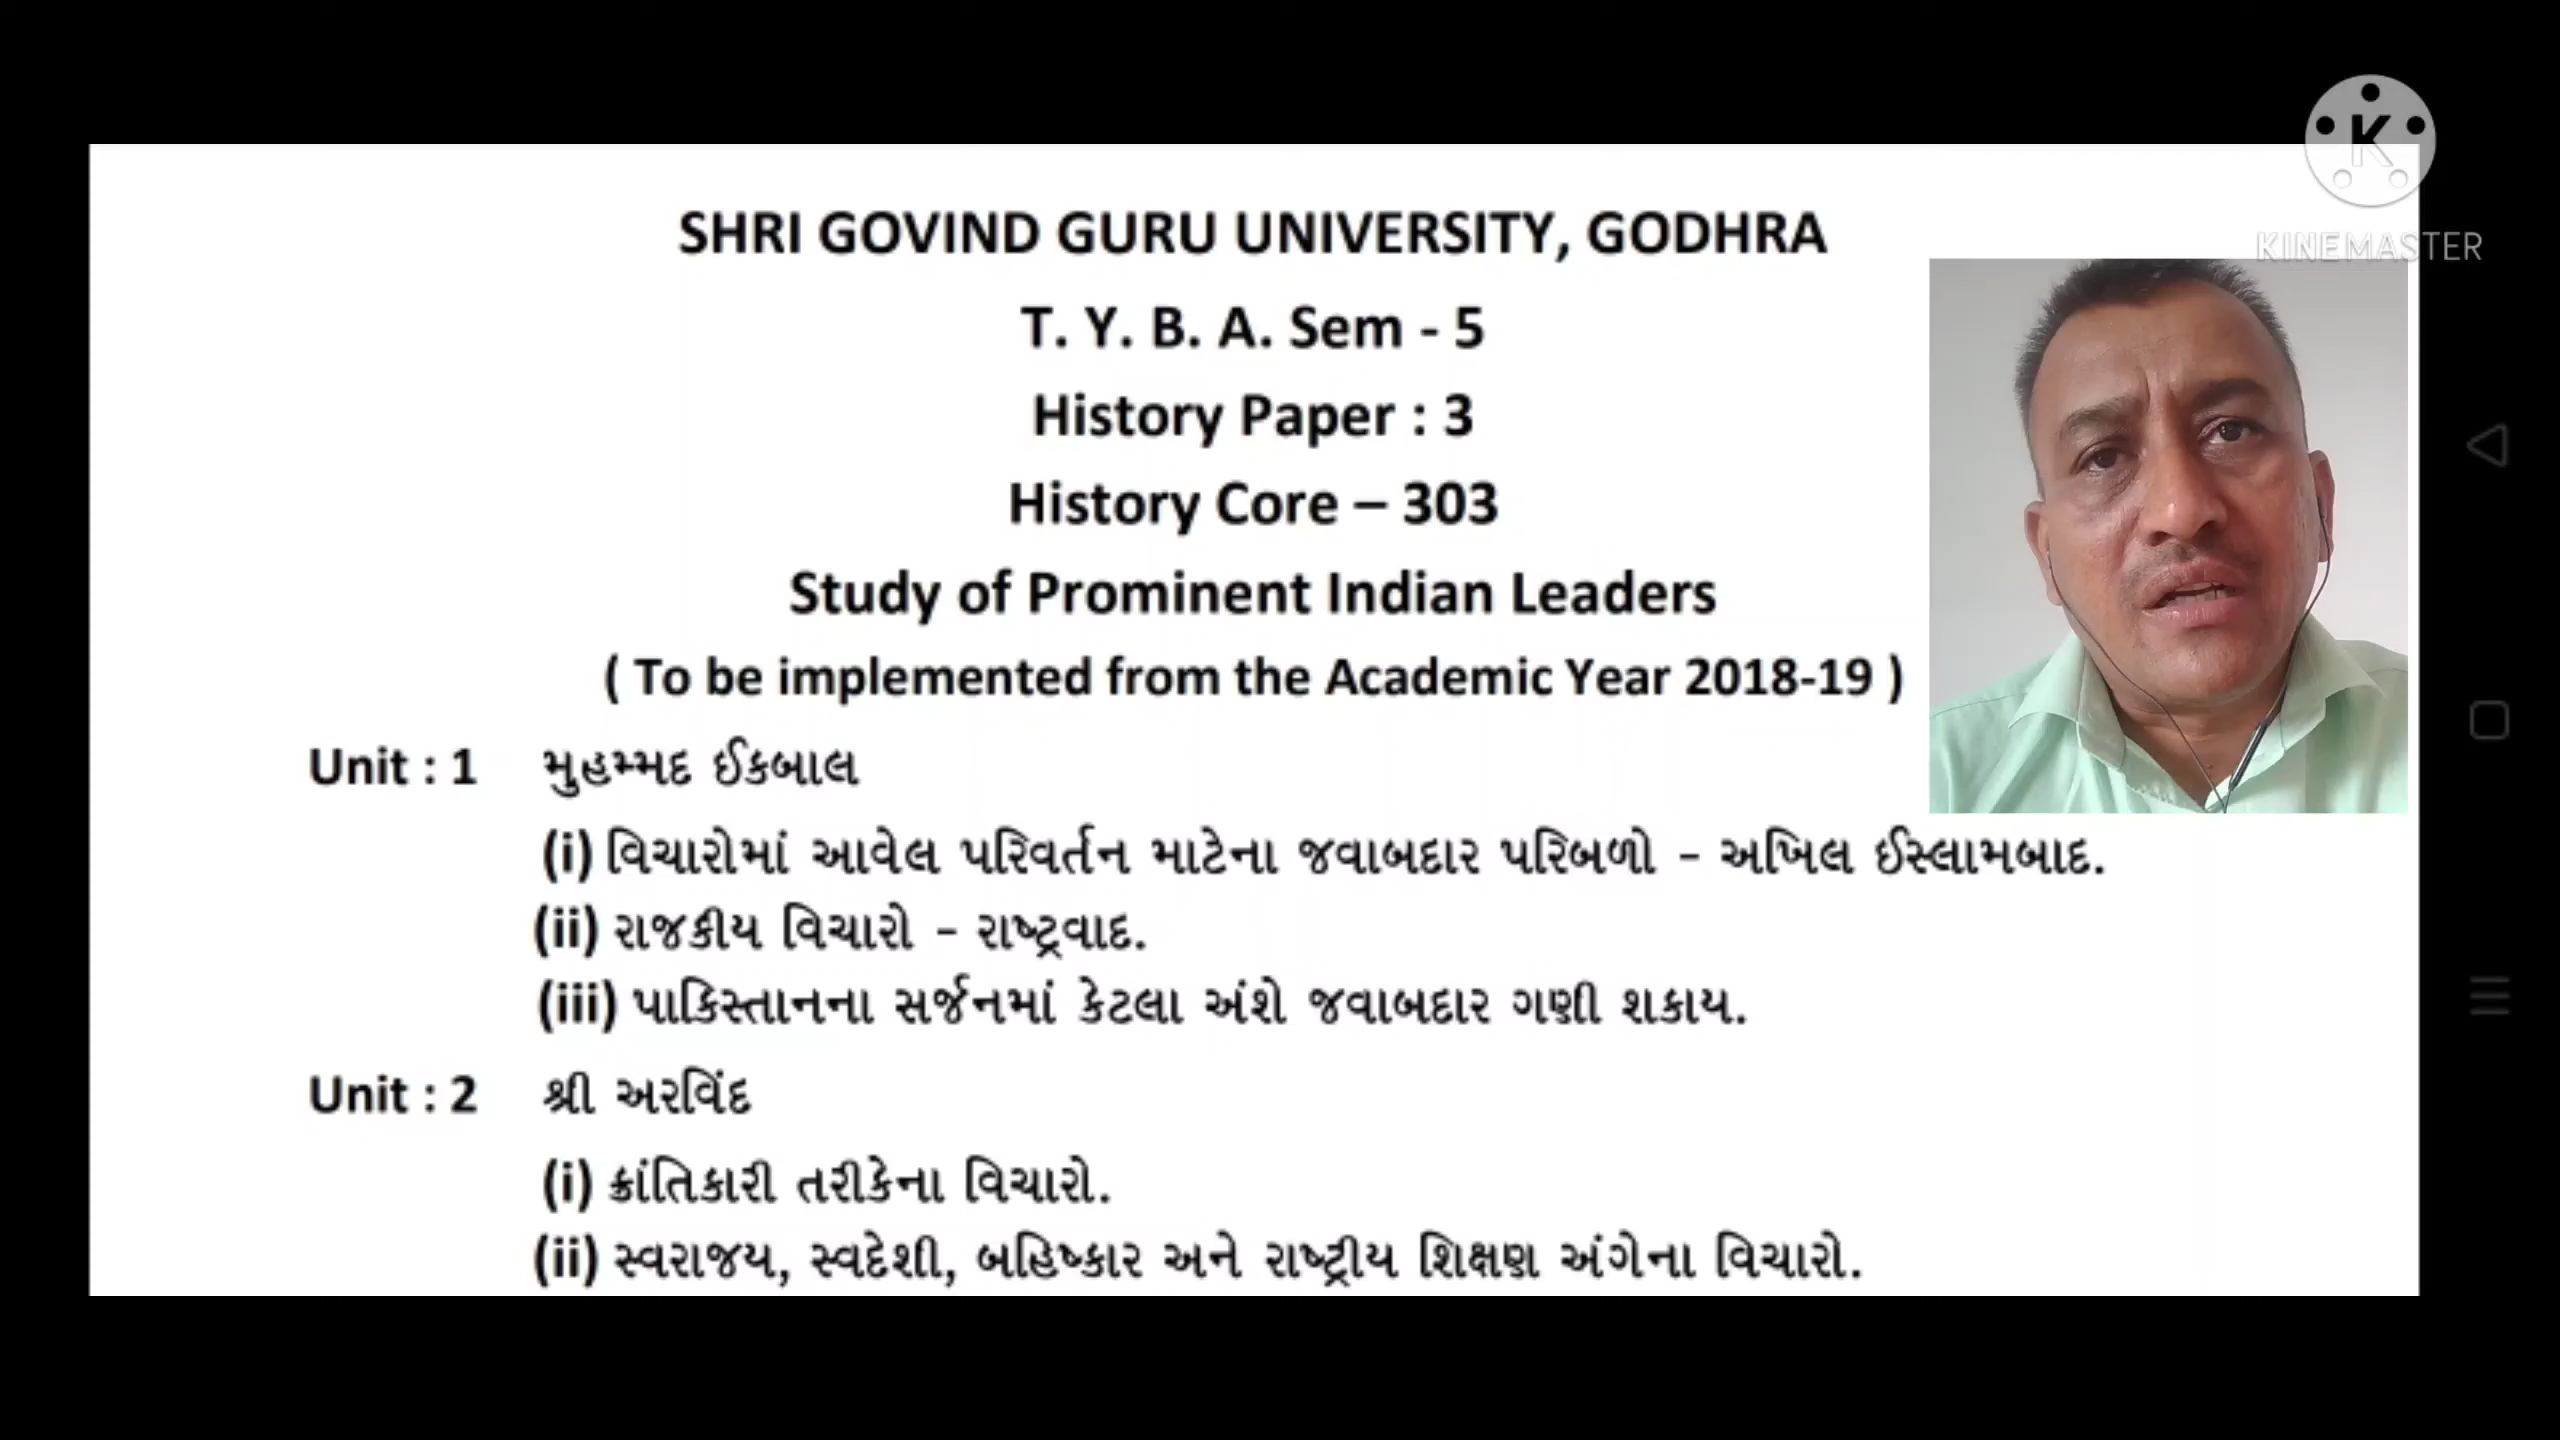 SHRI GOVIND GURU UNIVERSITY, GODHRA
T. Y. B. A. Sem - 5
History Paper : 3
History Core – 303
Study of Prominent Indian Leaders
( To be implemented from the Academic Year 2018-19 )
Unit : 1 મુહમ્મદ ઈકબાલ
(i) વિચારોમાં આવેલ પરિવર્તન માટેના જવાબદાર પરિબળો – અખિલ ઈસ્લામબાદ.
(ii) રાજકીય વિચારો – રાષ્ટ્રવાદ.
(iii) પાકિસ્તાનના સર્જનમાં કેટલા અંશે જવાબદાર ગણી શકાય.
Unit : 2 શ્રી અરવિંદ
(i) ક્રાંતિકારી તરીકેના વિચારો.
(ii) સ્વરાજય, સ્વદેશી, બહિષ્કાર અને રાષ્ટ્રીય શિક્ષણ અંગેના વિચારો.
K
KINEMASTER